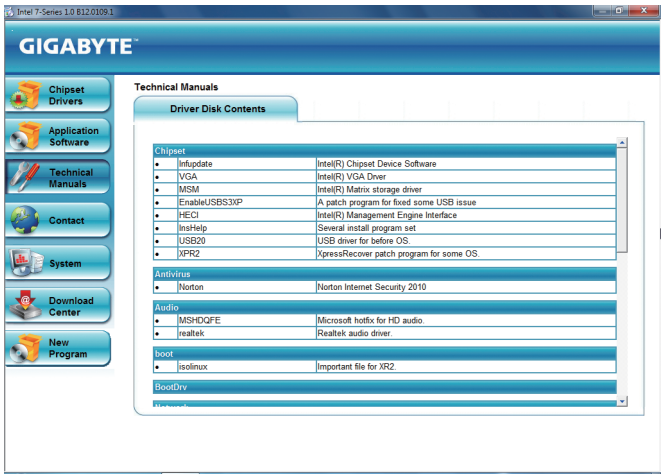 Intel 7-Series 1.0 B12.0109.1
GIGABYTE™
Chipset
Drivers
Application
Software
Technical
Manuals
Contact
System
Download
Center
New
Program
Technical Manuals
Driver Disk Contents
Chipset
• Infupdate Intel(R) Chipset Device Software
• VGA Intel(R) VGA Drver
• MSM Intel(R) Matrix storage driver
• EnableUSBS3XP A patch program for fixed some USB issue
• HECI Intel(R) Management Engine Interface
• InsHelp Several install program set
• USB20 USB driver for before OS.
• XPR2 XpressRecover patch program for some OS.
Antivirus
• Norton Norton Internet Security 2010
Audio
• MSHDQFE Microsoft hotfix for HD audio.
• realtek Realtek audio driver.
boot
• isolinux Important file for XR2.
BootDrv
Network